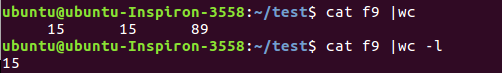 ubuntu@ubuntu-Inspiron-3558:~/test$ cat f9 |wc
     15      15      89
ubuntu@ubuntu-Inspiron-3558:~/test$ cat f9 |wc -l
15